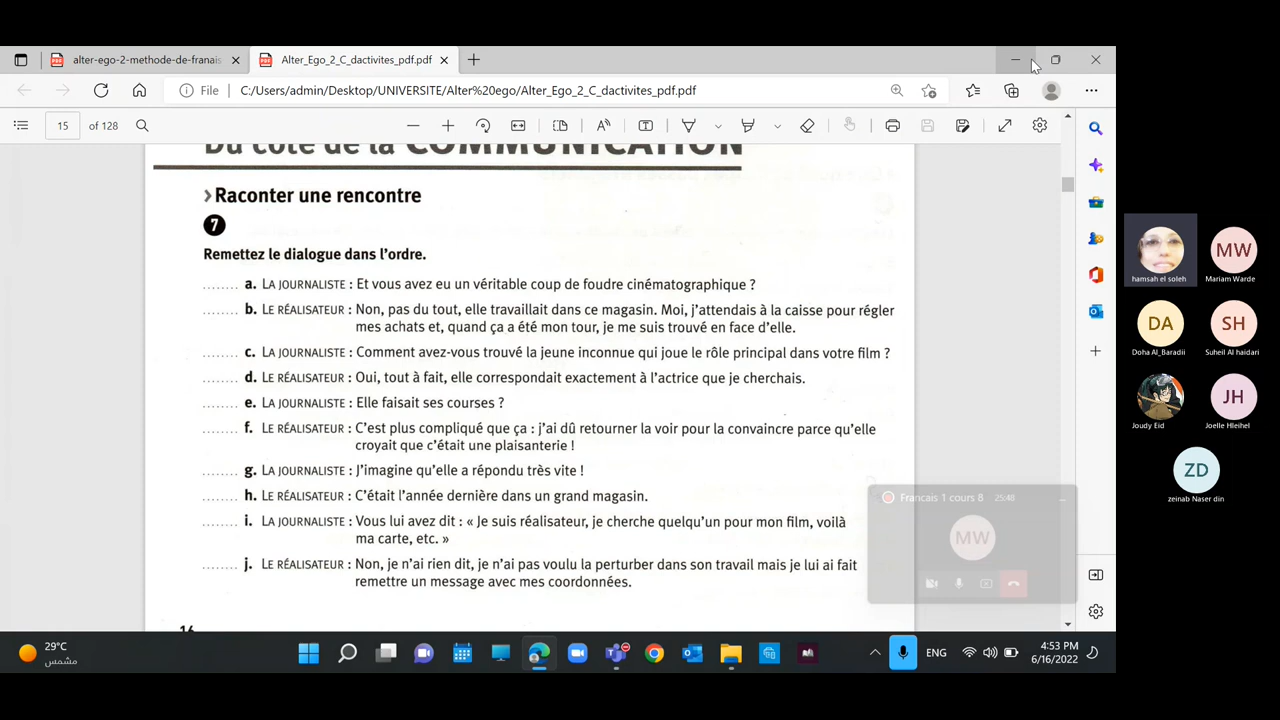 alter-ego-2-methode-de-franais
Alter_Ego_2_C_dactivites_pdf.pdf
File
C:/Users/admin/Desktop/UNIVERSITE/Alter%20ego/Alter_Ego_2_C_dactivites_pdf.pdf
15 of 128
Du côté de la COMMUNICATION
› Raconter une rencontre
7
Remettez le dialogue dans l'ordre.
........ a. LA JOURNALISTE : Et vous avez eu un véritable coup de foudre cinématographique ?
........ b. LE RÉALISATEUR : Non, pas du tout, elle travaillait dans ce magasin. Moi, j'attendais à la caisse pour régler
mes achats et, quand ça a été mon tour, je me suis trouvé en face d'elle.
........ c. LA JOURNALISTE : Comment avez-vous trouvé la jeune inconnue qui joue le rôle principal dans votre film ?
........ d. LE RÉALISATEUR : Oui, tout à fait, elle correspondait exactement à l'actrice que je cherchais.
........ e. LA JOURNALISTE : Elle faisait ses courses ?
........ f. LE RÉALISATEUR : C'est plus compliqué que ça : j'ai dû retourner la voir pour la convaincre parce qu'elle
croyait que c'était une plaisanterie !
........ g. LA JOURNALISTE : J'imagine qu'elle a répondu très vite !
........ h. LE RÉALISATEUR : C'était l'année dernière dans un grand magasin.
........ i. LA JOURNALISTE : Vous lui avez dit : « Je suis réalisateur, je cherche quelqu'un pour mon film, voilà
ma carte, etc. »
........ j. LE RÉALISATEUR : Non, je n'ai rien dit, je n'ai pas voulu la perturber dans son travail mais je lui ai fait
remettre un message avec mes coordonnées.
16
Francais 1 cours 8 25:48
MW
hamsah el soleh
MW
Mariam Warde
DA
Doha Al_Baradii
SH
Suheil Al haidari
Joudy Eid
JH
Joelle Hleihel
ZD
zeinab Naser din
29°C
مشمس
ENG
4:53 PM
6/16/2022